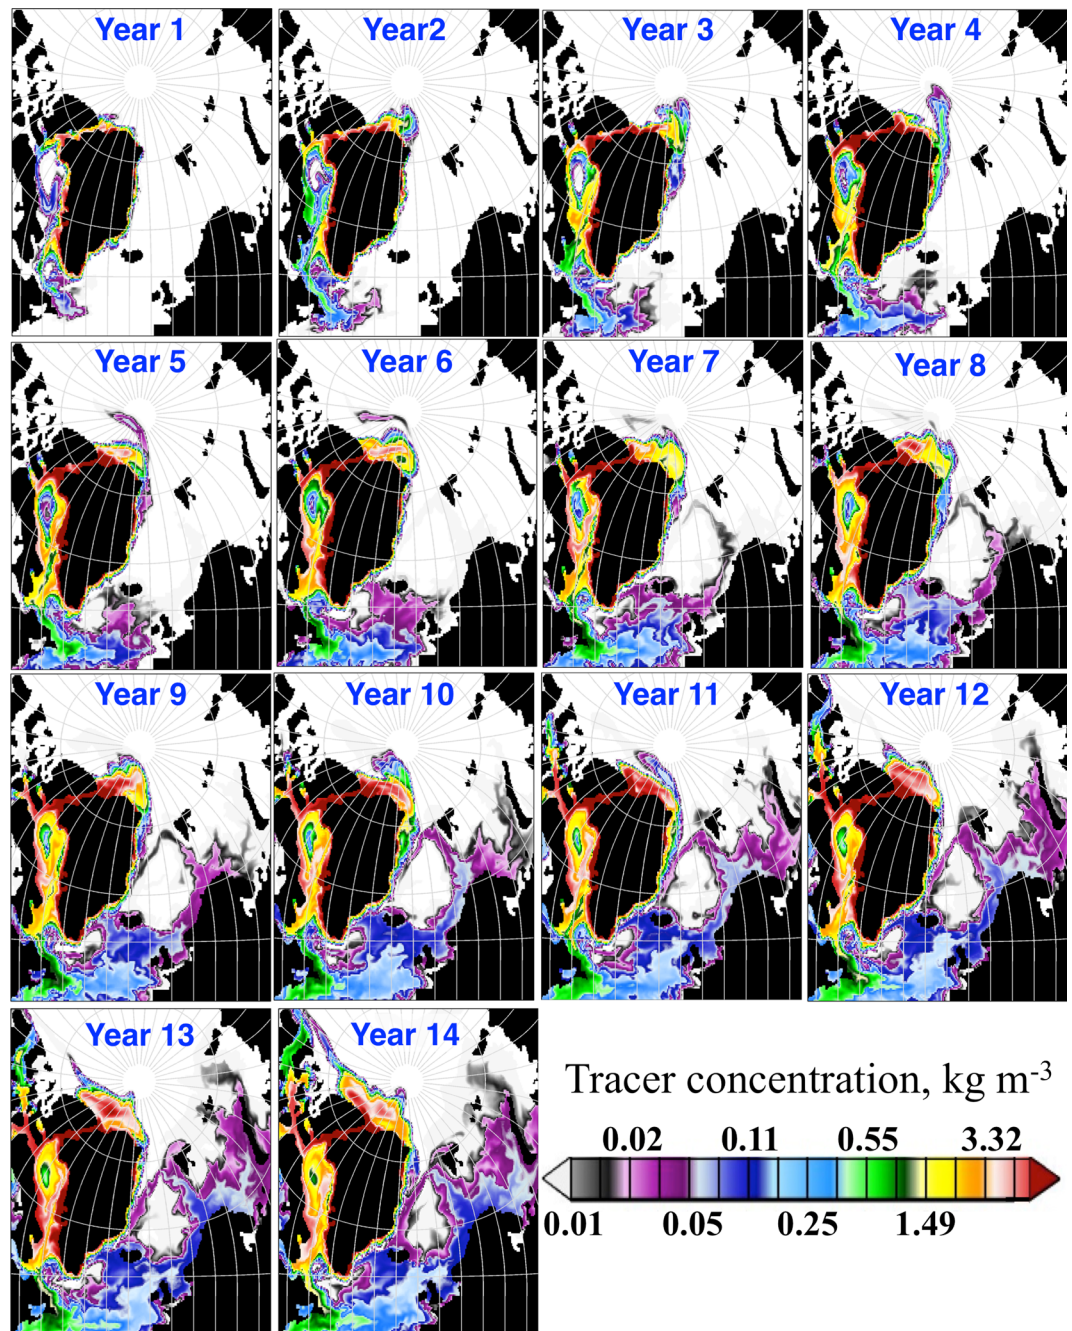 Year 1
Year2
Year 3
Year 4
Year 5
Year 6
Year 7
Year 8
Year 9
Year 10
Year 11
Year 12
Year 13
Year 14
Tracer concentration, kg m-3
0.02 0.11 0.55 3.32
0.01 0.05 0.25 1.49